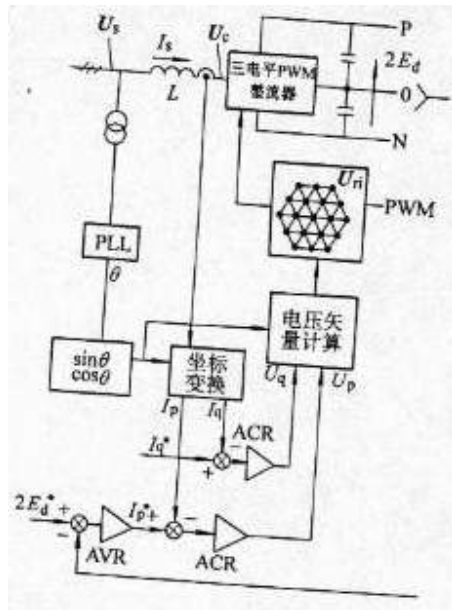 U_s
I_s
U_c
L
三电平PWM
整流器
P
2E_d
0
N
U_ri
PWM
PLL
θ
sinθ
cosθ
坐标
变换
电压矢
量计算
U_q
U_p
I_p
I_q
ACR
I_q*
−
+
2E_d*
+
−
AVR
I_p*
+
−
ACR